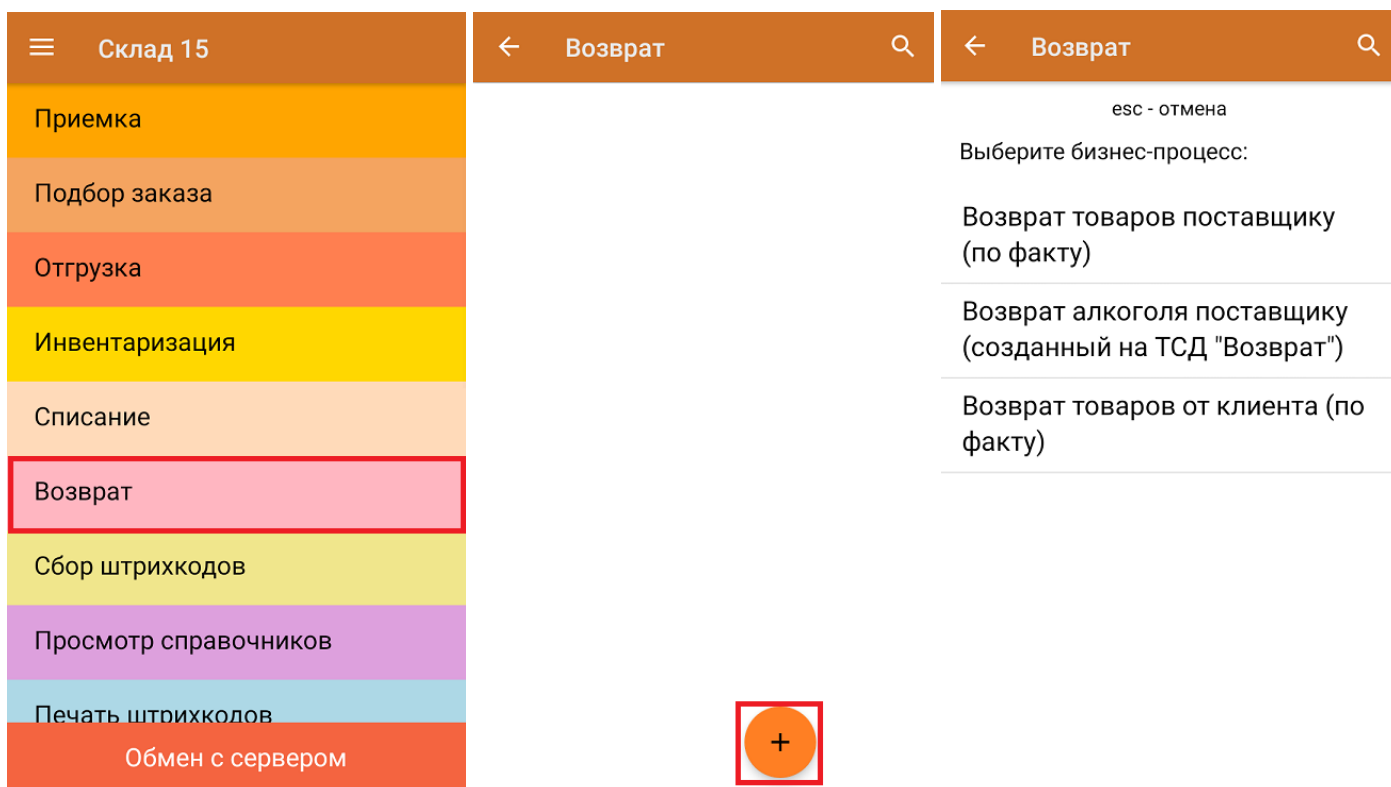 Склад 15
Приемка
Подбор заказа
Отгрузка
Инвентаризация
Списание
Возврат
Сбор штрихкодов
Просмотр справочников
Печать штрихкодов
Обмен с сервером
Возврат
+
Возврат
esc - отмена
Выберите бизнес-процесс:
Возврат товаров поставщику
(по факту)
Возврат алкоголя поставщику
(созданный на ТСД "Возврат")
Возврат товаров от клиента (по
факту)